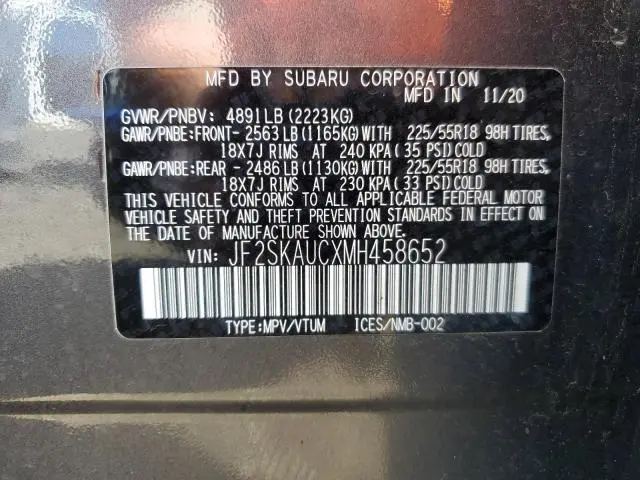 MFD BY SUBARU CORPORATION
MFD IN 11/20
GVWR/PNBV: 4891LB (2223KG)
GAWR/PNBE:FRONT- 2563 LB (1165KG) WITH 225/55R18 98H TIRES,
18X7J RIMS AT 240 KPA ( 35 PSI) COLD
GAWR/PNBE:REAR - 2486 LB (1130KG) WITH 225/55R18 98H TIRES,
18X7J RIMS AT 230 KPA ( 33 PSI) COLD
THIS VEHICLE CONFORMS TO ALL APPLICABLE FEDERAL MOTOR
VEHICLE SAFETY AND THEFT PREVENTION STANDARDS IN EFFECT ON
THE DATE OF MANUFACTURE SHOWN ABOVE.
VIN: JF2SKAUCXMH458652
TYPE:MPV/VTUM ICES/NMB-002